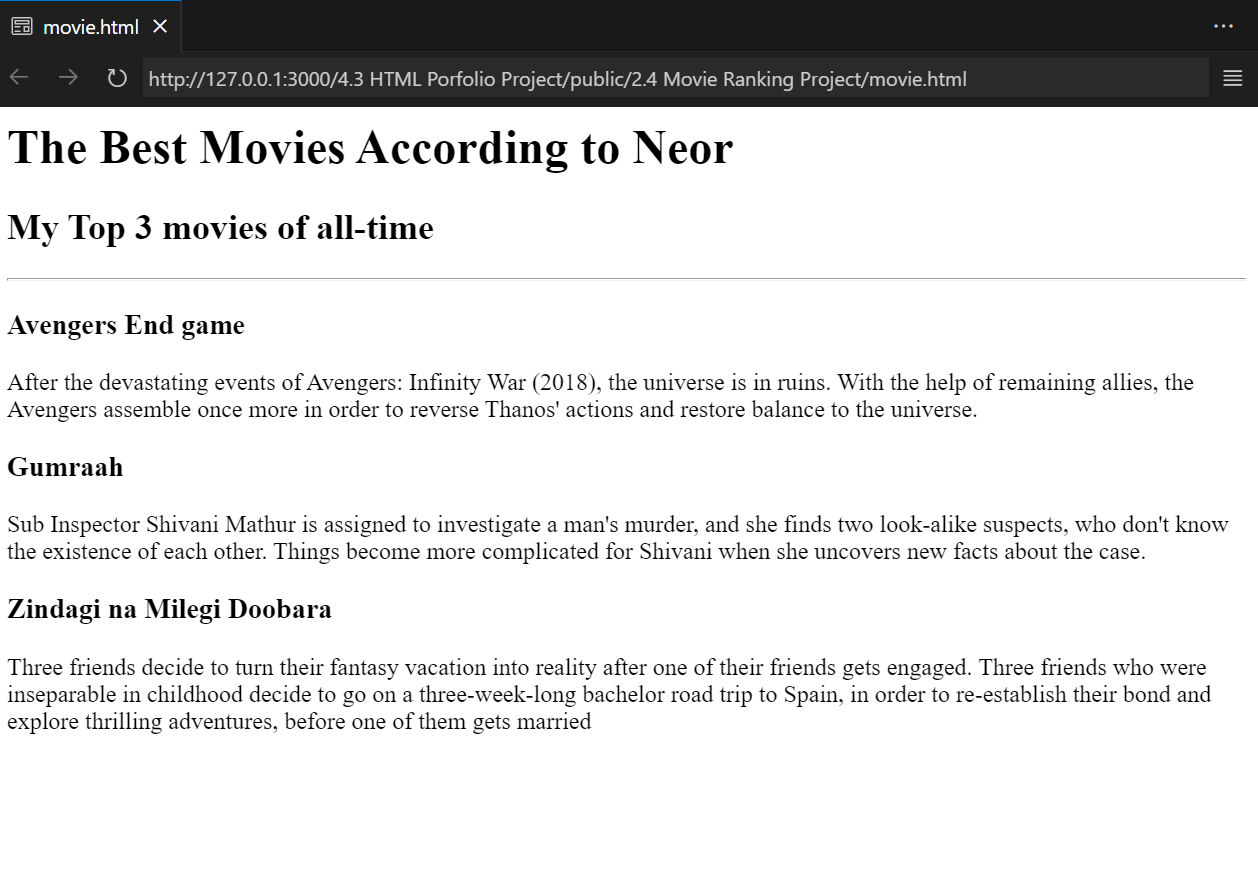 movie.html
http://127.0.0.1:3000/4.3 HTML Porfolio Project/public/2.4 Movie Ranking Project/movie.html
The Best Movies According to Neor
My Top 3 movies of all-time
Avengers End game
After the devastating events of Avengers: Infinity War (2018), the universe is in ruins. With the help of remaining allies, the
Avengers assemble once more in order to reverse Thanos' actions and restore balance to the universe.
Gumraah
Sub Inspector Shivani Mathur is assigned to investigate a man's murder, and she finds two look-alike suspects, who don't know
the existence of each other. Things become more complicated for Shivani when she uncovers new facts about the case.
Zindagi na Milegi Doobara
Three friends decide to turn their fantasy vacation into reality after one of their friends gets engaged. Three friends who were
inseparable in childhood decide to go on a three-week-long bachelor road trip to Spain, in order to re-establish their bond and
explore thrilling adventures, before one of them gets married